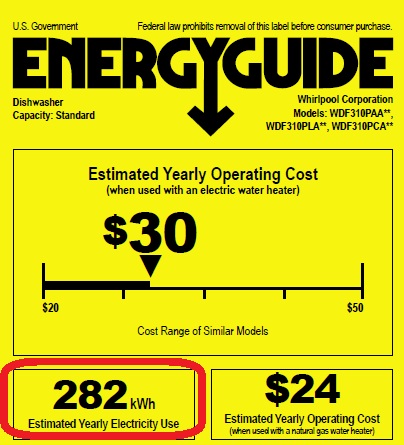 U.S. Government
Federal law prohibits removal of this label before consumer purchase.
ENERGYGUIDE
Dishwasher
Capacity: Standard
Whirlpool Corporation
Models: WDF310PAA**,
WDF310PLA**, WDF310PCA**
Estimated Yearly Operating Cost
(when used with an electric water heater)
$30
$20
$50
Cost Range of Similar Models
282 kWh
Estimated Yearly Electricity Use
$24
Estimated Yearly Operating Cost
(when used with a natural gas water heater)